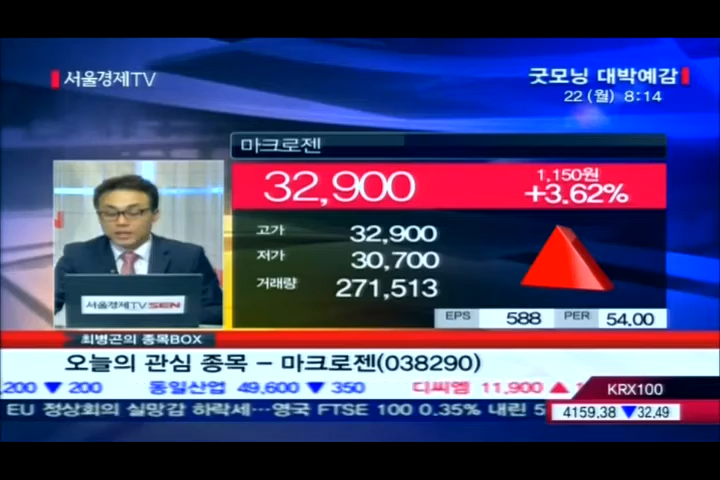 서울경제TV
굿모닝 대박예감
22 (월) 8:14
마크로젠
32,900
1,150원
+3.62%
고가 32,900
저가 30,700
거래량 271,513
EPS 588 PER 54.00
서울경제TV SEN
최병곤의 종목BOX
오늘의 관심 종목 - 마크로젠(038290)
,200 ▼ 200 동일산업 49,600 ▼ 350 디씨엠 11,900 ▲ 1
KRX100
EU 정상회의 실망감 하락세…영국 FTSE 100 0.35% 내린 5
4159.38 ▼32.49